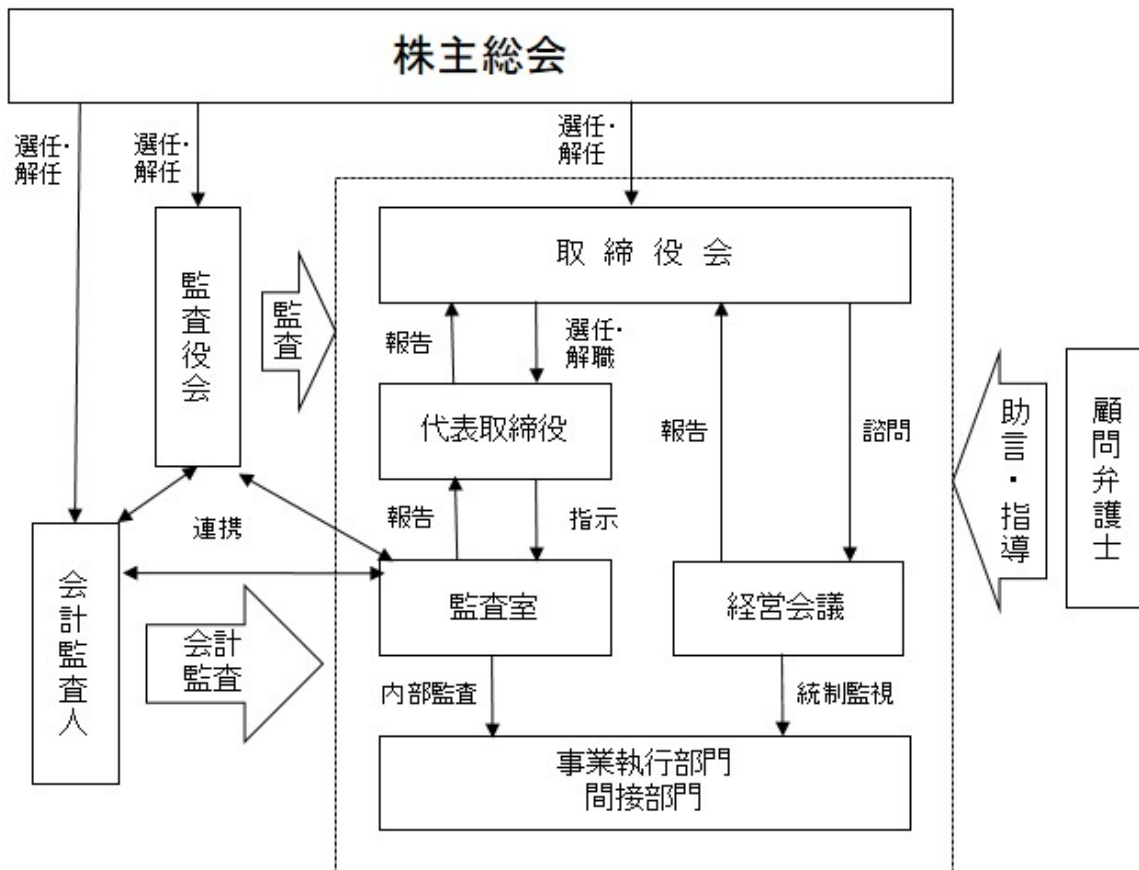 株主総会
選任・
解任
選任・
解任
選任・
解任
取締役会
監査役会
監査
報告
選任・
解職
代表取締役
報告
諮問
助言・指導
顧問弁護士
連携
報告
指示
会計監査人
会計
監査
監査室
経営会議
内部監査
統制監視
事業執行部門
間接部門